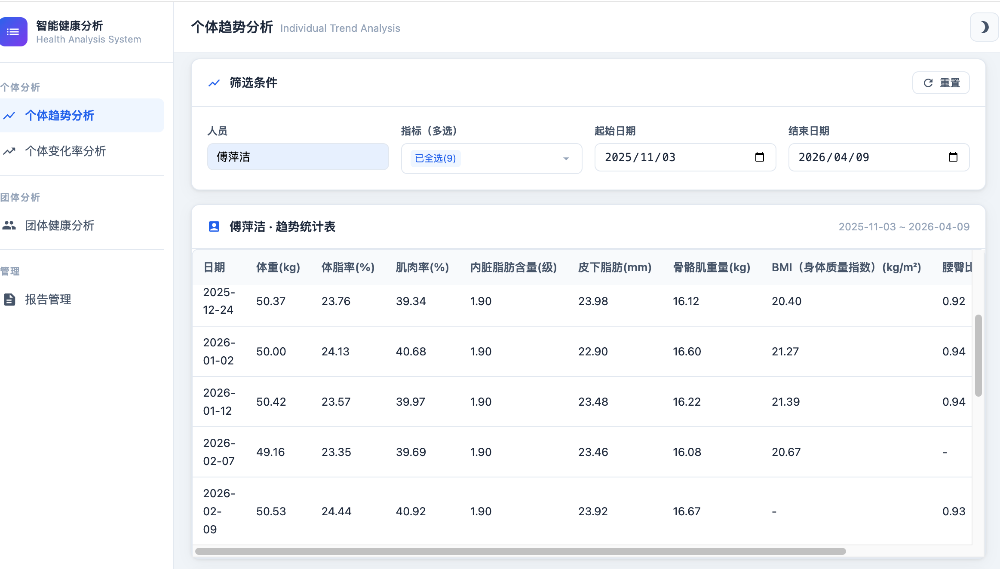 智能健康分析
Health Analysis System
个体分析
个体趋势分析
个体变化率分析
团体分析
团体健康分析
管理
报告管理
个体趋势分析 Individual Trend Analysis
筛选条件
重置
人员 指标（多选） 起始日期 结束日期
傅萍洁 已全选(9) 2025/11/03 2026/04/09
傅萍洁 · 趋势统计表 2025-11-03 ~ 2026-04-09
日期 体重(kg) 体脂率(%) 肌肉率(%) 内脏脂肪含量(级) 皮下脂肪(mm) 骨骼肌重量(kg) BMI（身体质量指数）(kg/m²) 腰臀比
2025-12-24 50.37 23.76 39.34 1.90 23.98 16.12 20.40 0.92
2026-01-02 50.00 24.13 40.68 1.90 22.90 16.60 21.27 0.94
2026-01-12 50.42 23.57 39.97 1.90 23.48 16.22 21.39 0.94
2026-02-07 49.16 23.35 39.69 1.90 23.46 16.08 20.67 -
2026-02-09 50.53 24.44 40.92 1.90 23.92 16.67 - 0.93